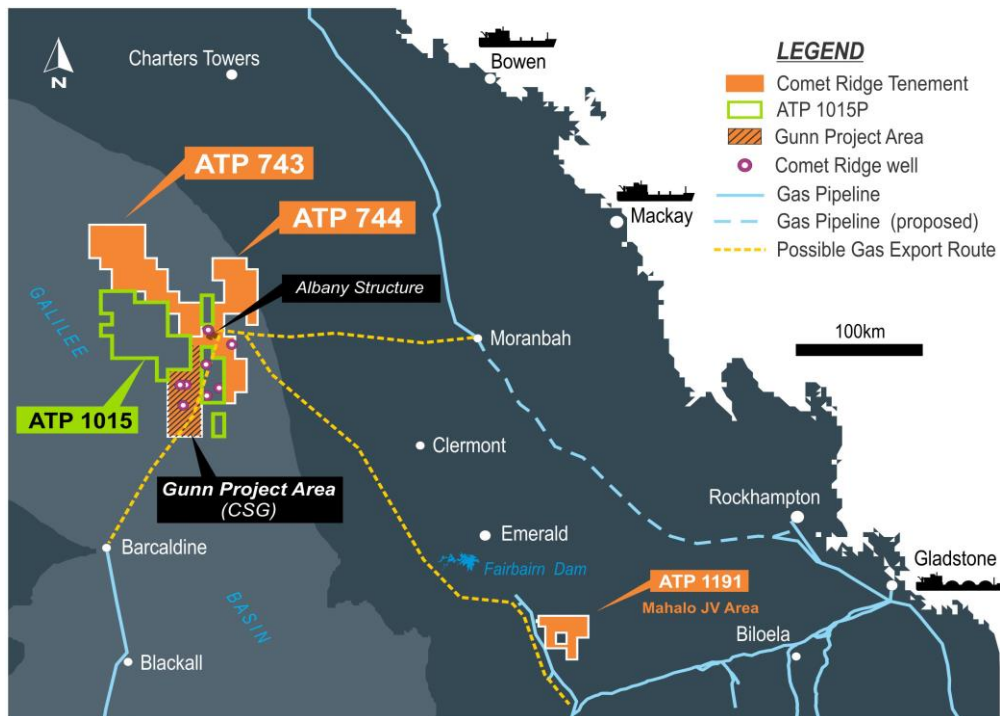 N
Charters Towers
Bowen
LEGEND
Comet Ridge Tenement
ATP 1015P
Gunn Project Area
Comet Ridge well
Gas Pipeline
Gas Pipeline (proposed)
Possible Gas Export Route
ATP 743
ATP 744
Mackay
Albany Structure
GALILEE
Moranbah
100km
ATP 1015
Clermont
Gunn Project Area
(CSG)
Rockhampton
Barcaldine
Emerald
Fairbairn Dam
Gladstone
ATP 1191
Mahalo JV Area
BASIN
Biloela
Blackall